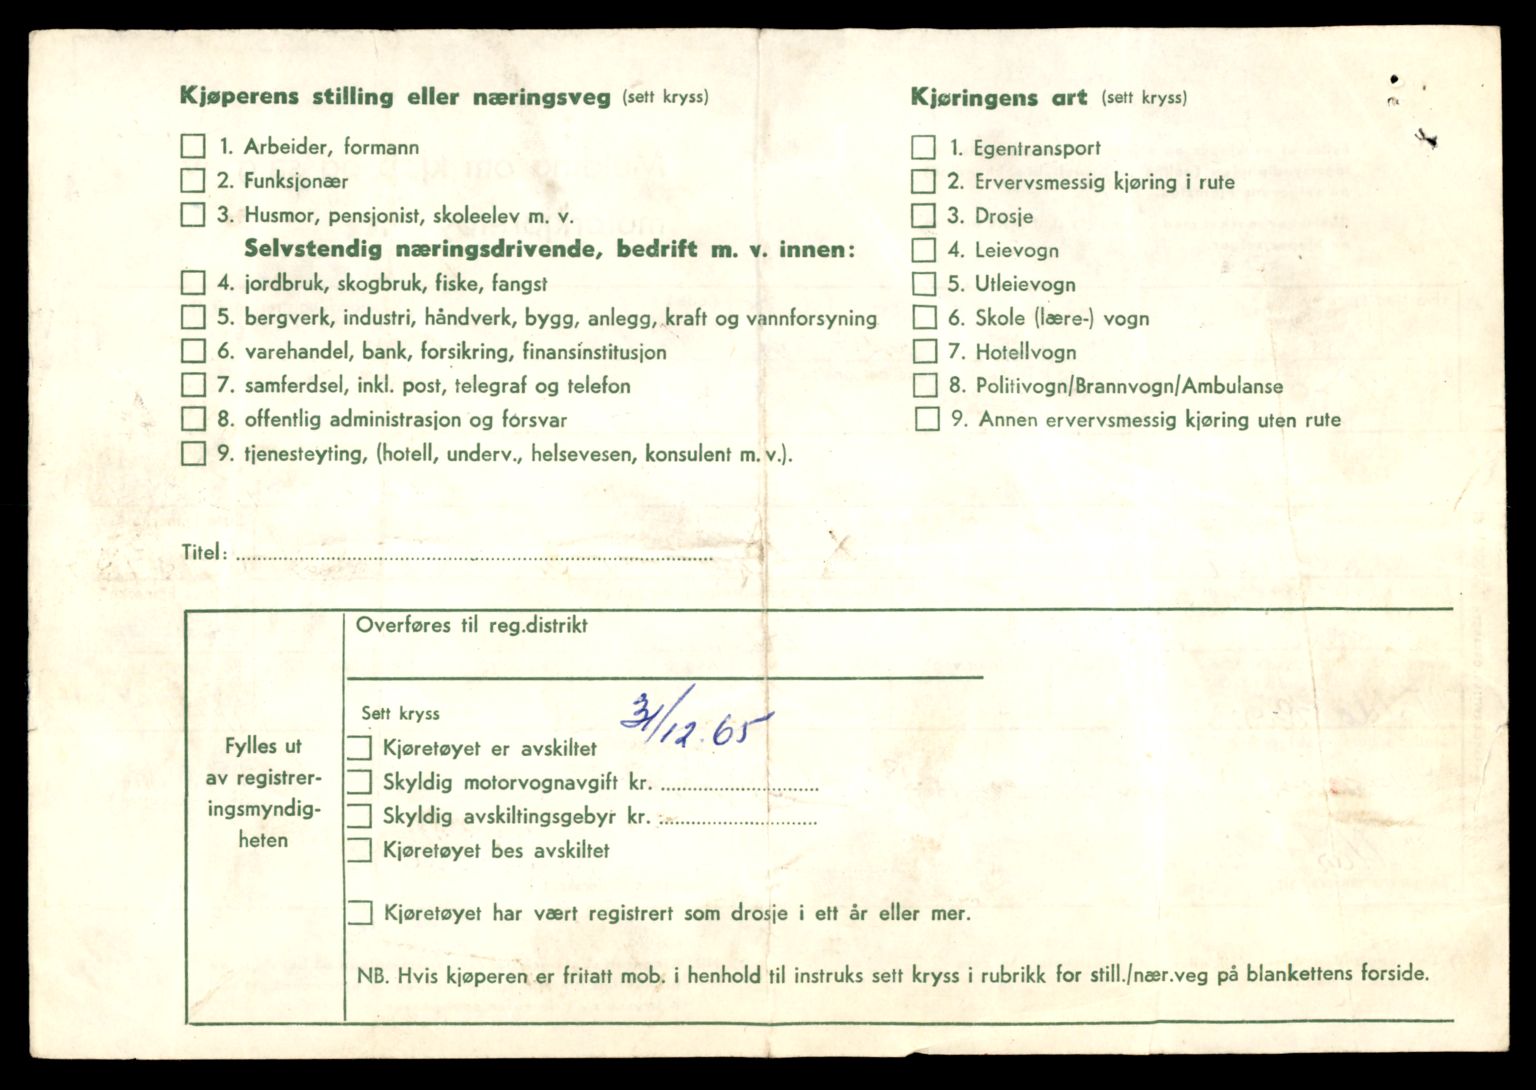 Kjøperens stilling eller næringsveg (sett kryss)
☐ 1. Arbeider, formann
☐ 2. Funksjonær
☐ 3. Husmor, pensjonist, skoleelev m. v.
Selvstendig næringsdrivende, bedrift m. v. innen:
☐ 4. jordbruk, skogbruk, fiske, fangst
☐ 5. bergverk, industri, håndverk, bygg, anlegg, kraft og vannforsyning
☐ 6. varehandel, bank, forsikring, finansinstitusjon
☐ 7. samferdsel, inkl. post, telegraf og telefon
☐ 8. offentlig administrasjon og forsvar
☐ 9. tjenesteyting, (hotell, underv., helsevesen, konsulent m. v.).
Kjøringens art (sett kryss)
☐ 1. Egentransport
☐ 2. Ervervsmessig kjøring i rute
☐ 3. Drosje
☐ 4. Leievogn
☐ 5. Utleievogn
☐ 6. Skole (lære-) vogn
☐ 7. Hotellvogn
☐ 8. Politivogn/Brannvogn/Ambulanse
☐ 9. Annen ervervsmessig kjøring uten rute
Titel:
Fylles ut
av registrer-
ingsmyndig-
heten
Overføres til reg.distrikt
Sett kryss
31/12.65
☐ Kjøretøyet er avskiltet
☐ Skyldig motorvognavgift kr.
☐ Skyldig avskiltingsgebyr kr.
☐ Kjøretøyet bes avskiltet
☐ Kjøretøyet har vært registrert som drosje i ett år eller mer.
NB. Hvis kjøperen er fritatt mob. i henhold til instruks sett kryss i rubrikk for still./nær.veg på blankettens forside.